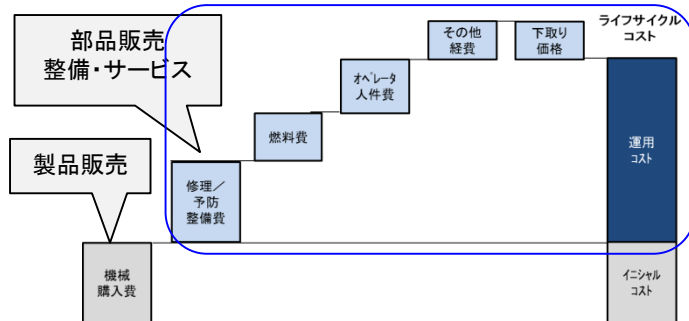 部品販売
整備・サービス
製品販売
機械
購入費
修理／
予防
整備費
燃料費
ｵﾍﾟﾚｰﾀ
人件費
その他
経費
下取り
価格
ライフサイクル
コスト
運用
ｺｽﾄ
ｲﾆｼｬﾙ
ｺｽﾄ